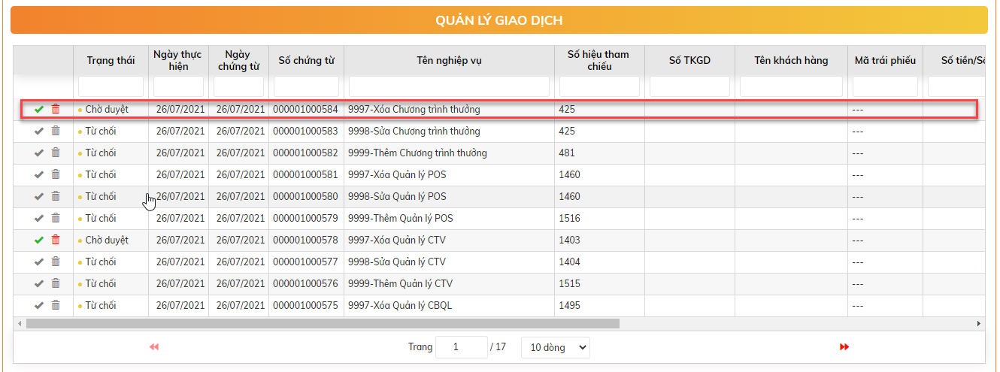 QUẢN LÝ GIAO DỊCH
Trạng thái Ngày thực hiện Ngày chứng từ Số chứng từ Tên nghiệp vụ Số hiệu tham chiếu Số TKGD Tên khách hàng Mã trái phiếu Số tiền/Số
Chờ duyệt 26/07/2021 26/07/2021 000001000584 9997-Xóa Chương trình thưởng 425 ---
Từ chối 26/07/2021 26/07/2021 000001000583 9998-Sửa Chương trình thưởng 425 ---
Từ chối 26/07/2021 26/07/2021 000001000582 9999-Thêm Chương trình thưởng 481 ---
Từ chối 26/07/2021 26/07/2021 000001000581 9997-Xóa Quản lý POS 1460 ---
Từ chối 26/07/2021 26/07/2021 000001000580 9998-Sửa Quản lý POS 1460 ---
Từ chối 26/07/2021 26/07/2021 000001000579 9999-Thêm Quản lý POS 1516 ---
Chờ duyệt 26/07/2021 26/07/2021 000001000578 9997-Xóa Quản lý CTV 1403 ---
Từ chối 26/07/2021 26/07/2021 000001000577 9998-Sửa Quản lý CTV 1404 ---
Từ chối 26/07/2021 26/07/2021 000001000576 9999-Thêm Quản lý CTV 1515 ---
Từ chối 26/07/2021 26/07/2021 000001000575 9997-Xóa Quản lý CBQL 1495 ---
Trang 1 / 17 10 dòng